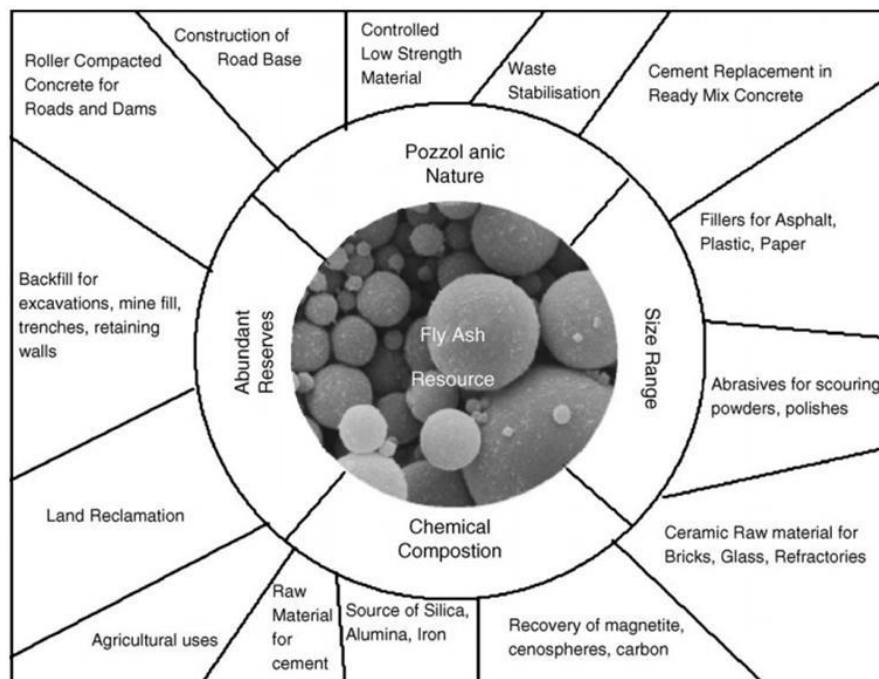 Roller Compacted
Concrete for
Roads and Dams
Construction of
Road Base
Controlled
Low Strength
Material
Waste
Stabilisation
Cement Replacement in
Ready Mix Concrete
Pozzol anic
Nature
Fillers for Asphalt,
Plastic, Paper
Backfill for
excavations, mine fill,
trenches, retaining
walls
Abundant
Reserves
Fly Ash
Resource
Size Range
Abrasives for scouring
powders, polishes
Land Reclamation
Chemical
Compostion
Ceramic Raw material for
Bricks, Glass, Refractories
Agricultural uses
Raw
Material
for
cement
Source of Silica,
Alumina, Iron
Recovery of magnetite,
cenospheres, carbon